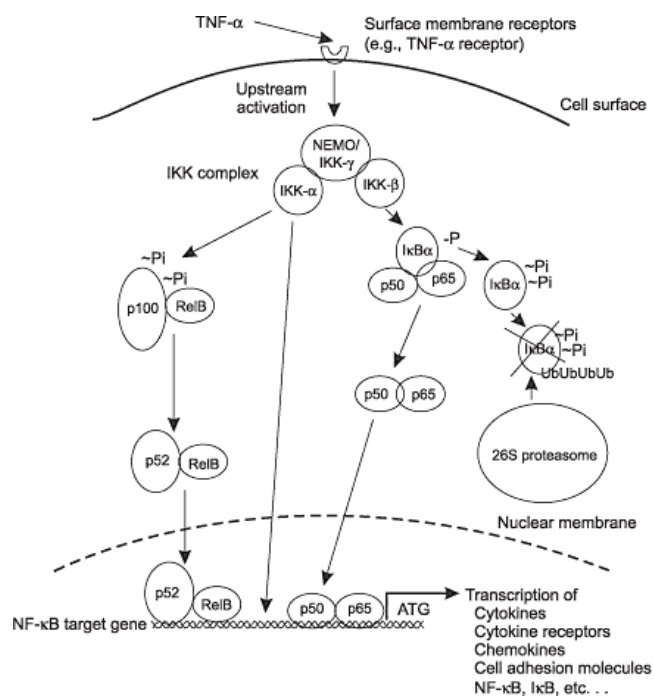 TNF-α
Surface membrane receptors
(e.g., TNF-α receptor)
Upstream
activation
Cell surface
NEMO/
IKK-γ
IKK complex
IKK-α
IKK-β
~Pi
~Pi
p100
RelB
IκBα
-P
p50
p65
IκBα
~Pi
~Pi
IκBα
~Pi
~Pi
UbUbUbUb
p50
p65
p52
RelB
26S proteasome
Nuclear membrane
p52
RelB
p50
p65
ATG
NF-κB target gene
Transcription of
Cytokines
Cytokine receptors
Chemokines
Cell adhesion molecules
NF-κB, IκB, etc. . .